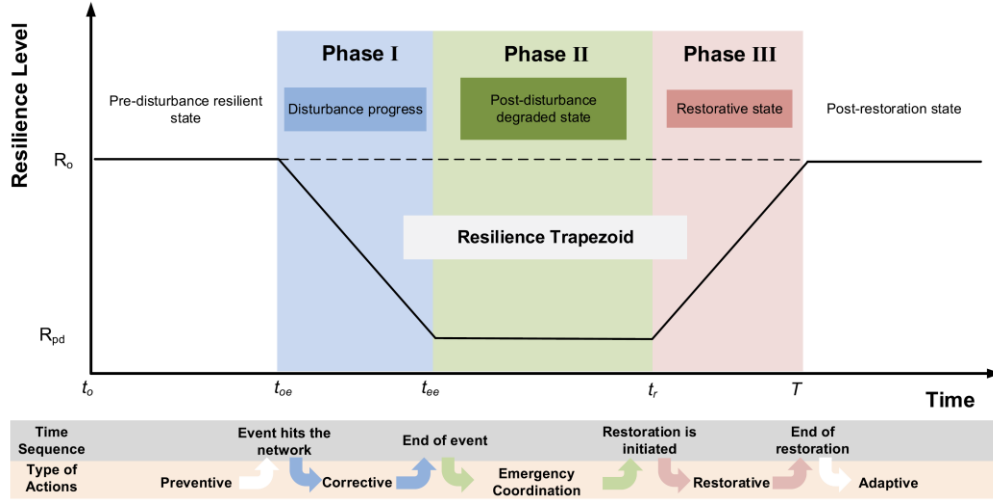 Resilience Level
Phase I
Phase II
Phase III
Pre-disturbance resilient
state
Disturbance progress
Post-disturbance
degraded state
Restorative state
Post-restoration state
Ro
Resilience Trapezoid
Rpd
to
toe
tee
tr
T
Time
Time
Sequence
Event hits the
network
End of event
Restoration is
initiated
End of
restoration
Type of
Actions
Preventive
Corrective
Emergency
Coordination
Restorative
Adaptive